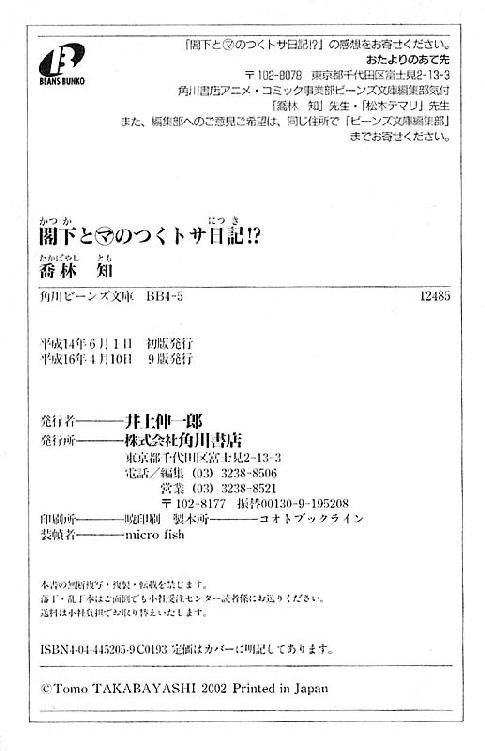 BEANS BUNKO
「閣下と㋮のつくトサ日記!?」の感想をお寄せください。
おたよりのあて先
〒102-8078 東京都千代田区富士見2-13-3
角川書店アニメ・コミック事業部ビーンズ文庫編集部気付
「喬林 知」先生・「松本テマリ」先生
また、編集部へのご意見ご希望は、同じ住所で「ビーンズ文庫編集部」
までお寄せください。
かっか にっき
閣下と㋮のつくトサ日記!?
たかばやし とも
喬林 知
角川ビーンズ文庫 BB4-5 12485
平成14年6月1日 初版発行
平成16年4月10日 9版発行
発行者―――井上伸一郎
発行所―――株式会社角川書店
東京都千代田区富士見2-13-3
電話/編集 (03) 3238-8506
営業 (03) 3238-8521
〒102-8177 振替00130-9-195208
印刷所―――暁印刷 製本所―――コオトブックライン
装幀者―――micro fish
本書の無断複写・複製・転載を禁じます。
落丁・乱丁本はご面倒でも小社受注センター読者係にお送りください。
送料は小社負担でお取り替えいたします。
ISBN4-04-445205-9 C0193 定価はカバーに明記してあります。
©Tomo TAKABAYASHI 2002 Printed in Japan